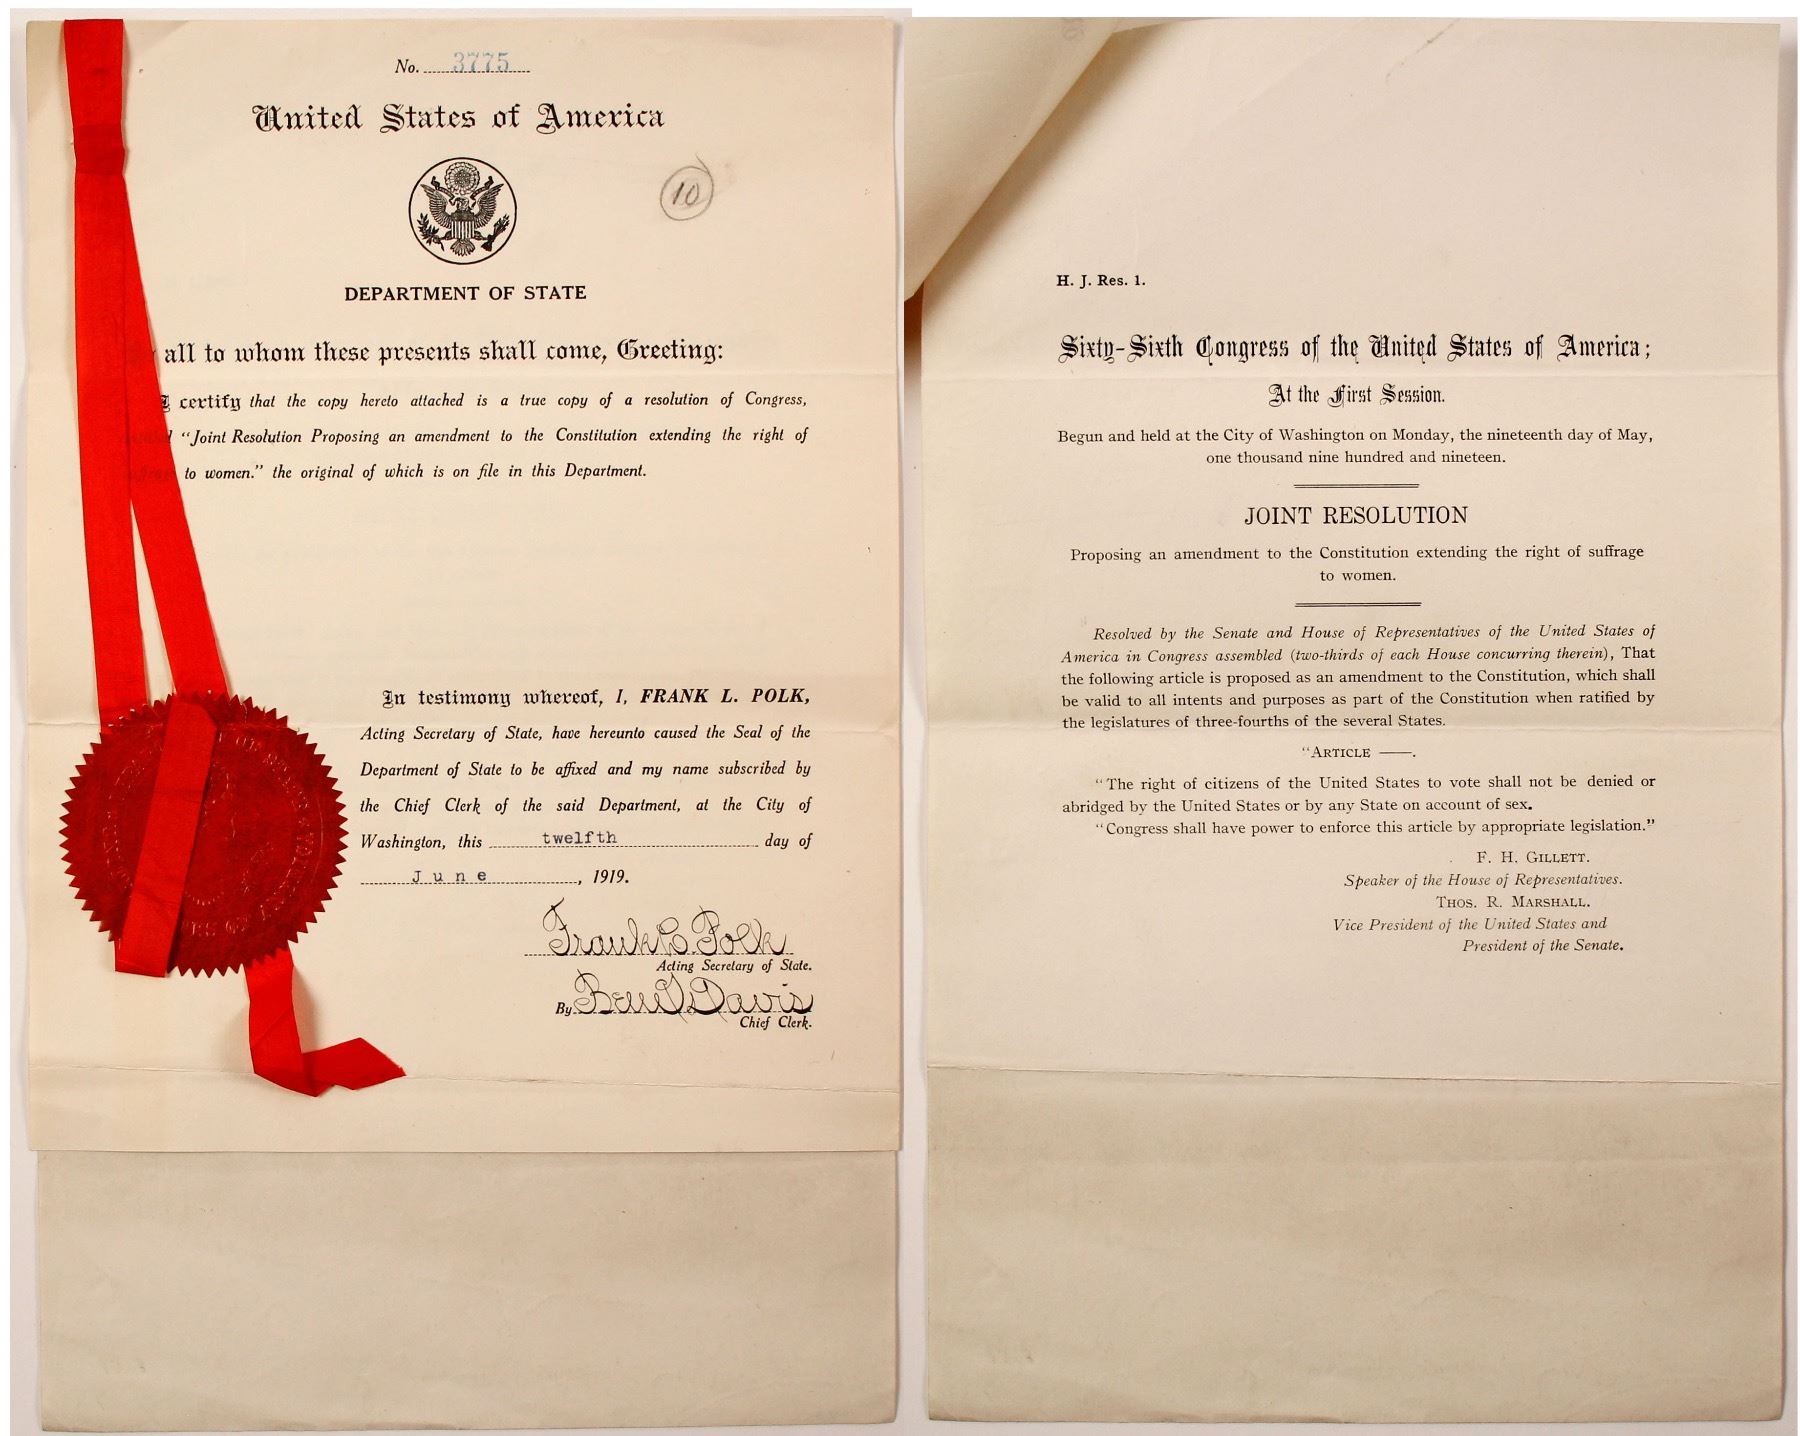 No. 3775
United States of America
10
DEPARTMENT OF STATE
all to whom these presents shall come, Greeting:
I certify that the copy hereto attached is a true copy of a resolution of Congress,
"Joint Resolution Proposing an amendment to the Constitution extending the right of
to women." the original of which is on file in this Department.
In testimony whereof, I, FRANK L. POLK,
Acting Secretary of State, have hereunto caused the Seal of the
Department of State to be affixed and my name subscribed by
the Chief Clerk of the said Department, at the City of
Washington, this twelfth day of
June, 1919.
Frank L. Polk
Acting Secretary of State.
By Ben G. Davis
Chief Clerk.
H. J. Res. 1.
Sixty-Sixth Congress of the United States of America;
At the First Session.
Begun and held at the City of Washington on Monday, the nineteenth day of May,
one thousand nine hundred and nineteen.
JOINT RESOLUTION
Proposing an amendment to the Constitution extending the right of suffrage
to women.
Resolved by the Senate and House of Representatives of the United States of
America in Congress assembled (two-thirds of each House concurring therein), That
the following article is proposed as an amendment to the Constitution, which shall
be valid to all intents and purposes as part of the Constitution when ratified by
the legislatures of three-fourths of the several States.
"ARTICLE ——.
"The right of citizens of the United States to vote shall not be denied or
abridged by the United States or by any State on account of sex.
"Congress shall have power to enforce this article by appropriate legislation."
F. H. GILLETT.
Speaker of the House of Representatives.
THOS. R. MARSHALL.
Vice President of the United States and
President of the Senate.